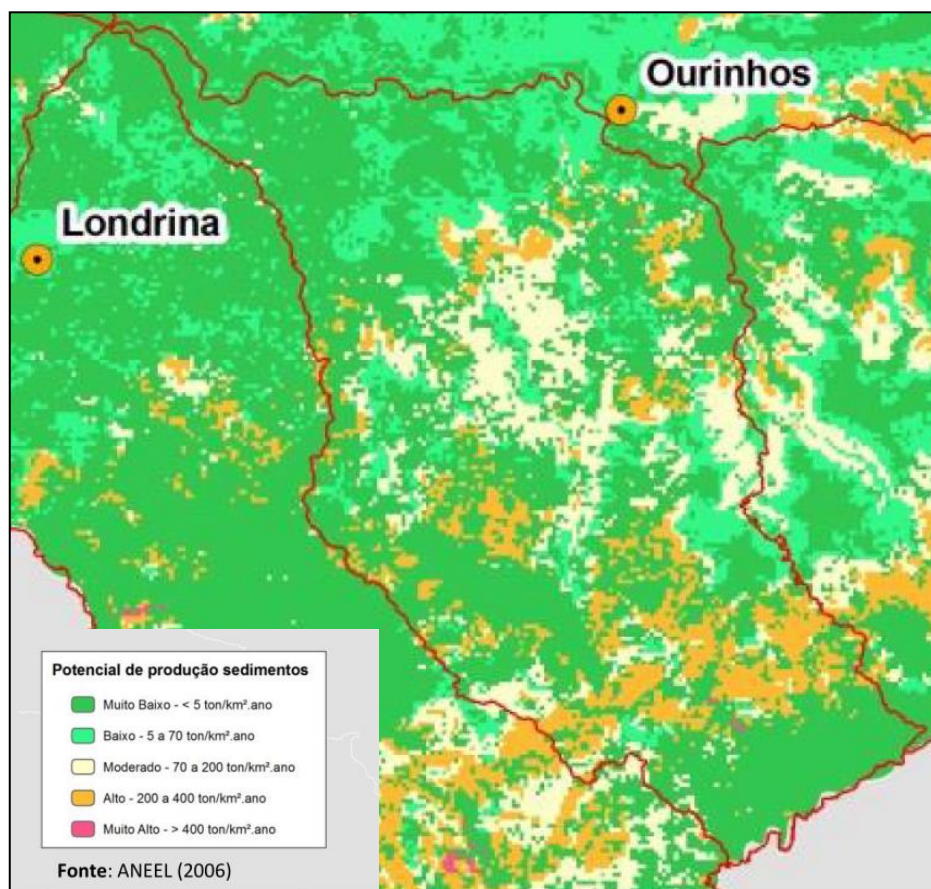 Ourinhos
Londrina
Potencial de produção sedimentos
Muito Baixo - < 5 ton/km².ano
Baixo - 5 a 70 ton/km².ano
Moderado - 70 a 200 ton/km².ano
Alto - 200 a 400 ton/km².ano
Muito Alto - > 400 ton/km².ano
Fonte: ANEEL (2006)